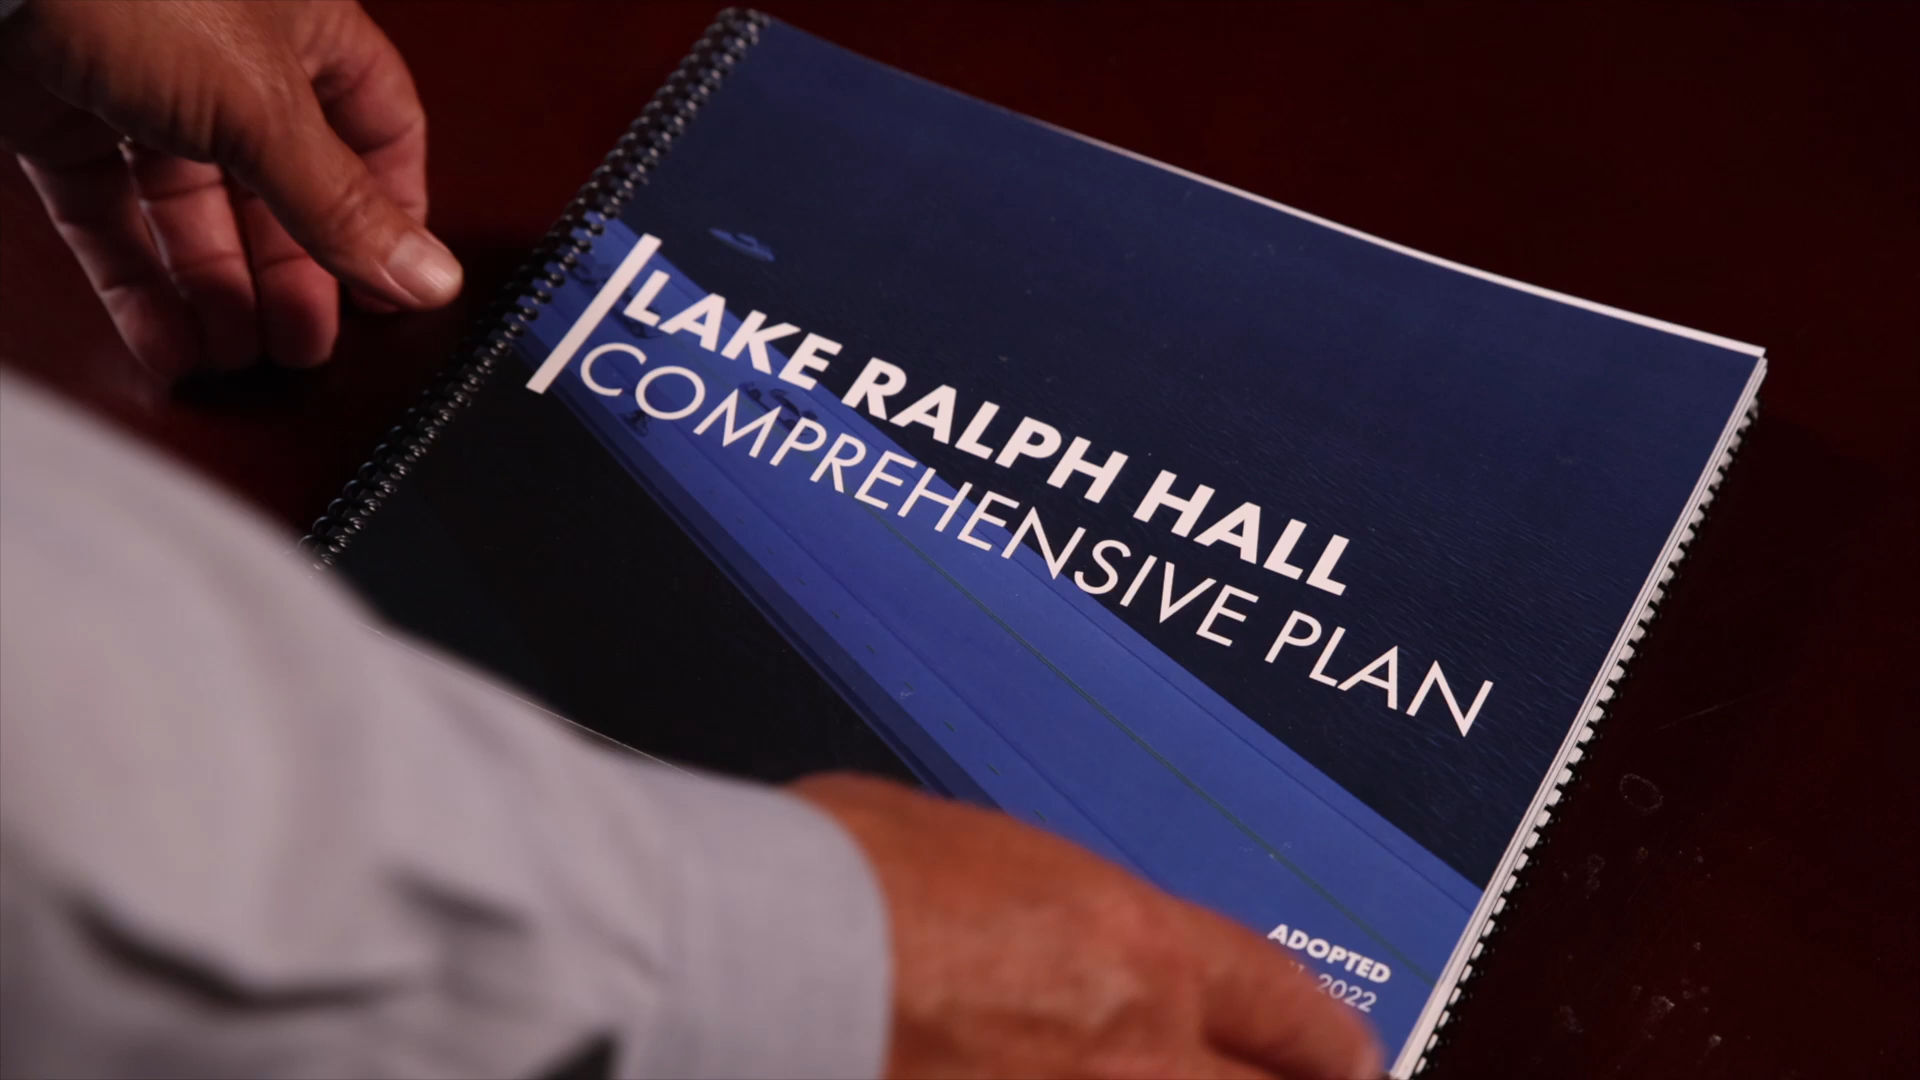 LAKE RALPH HALL
COMPREHENSIVE PLAN
ADOPTED
2022